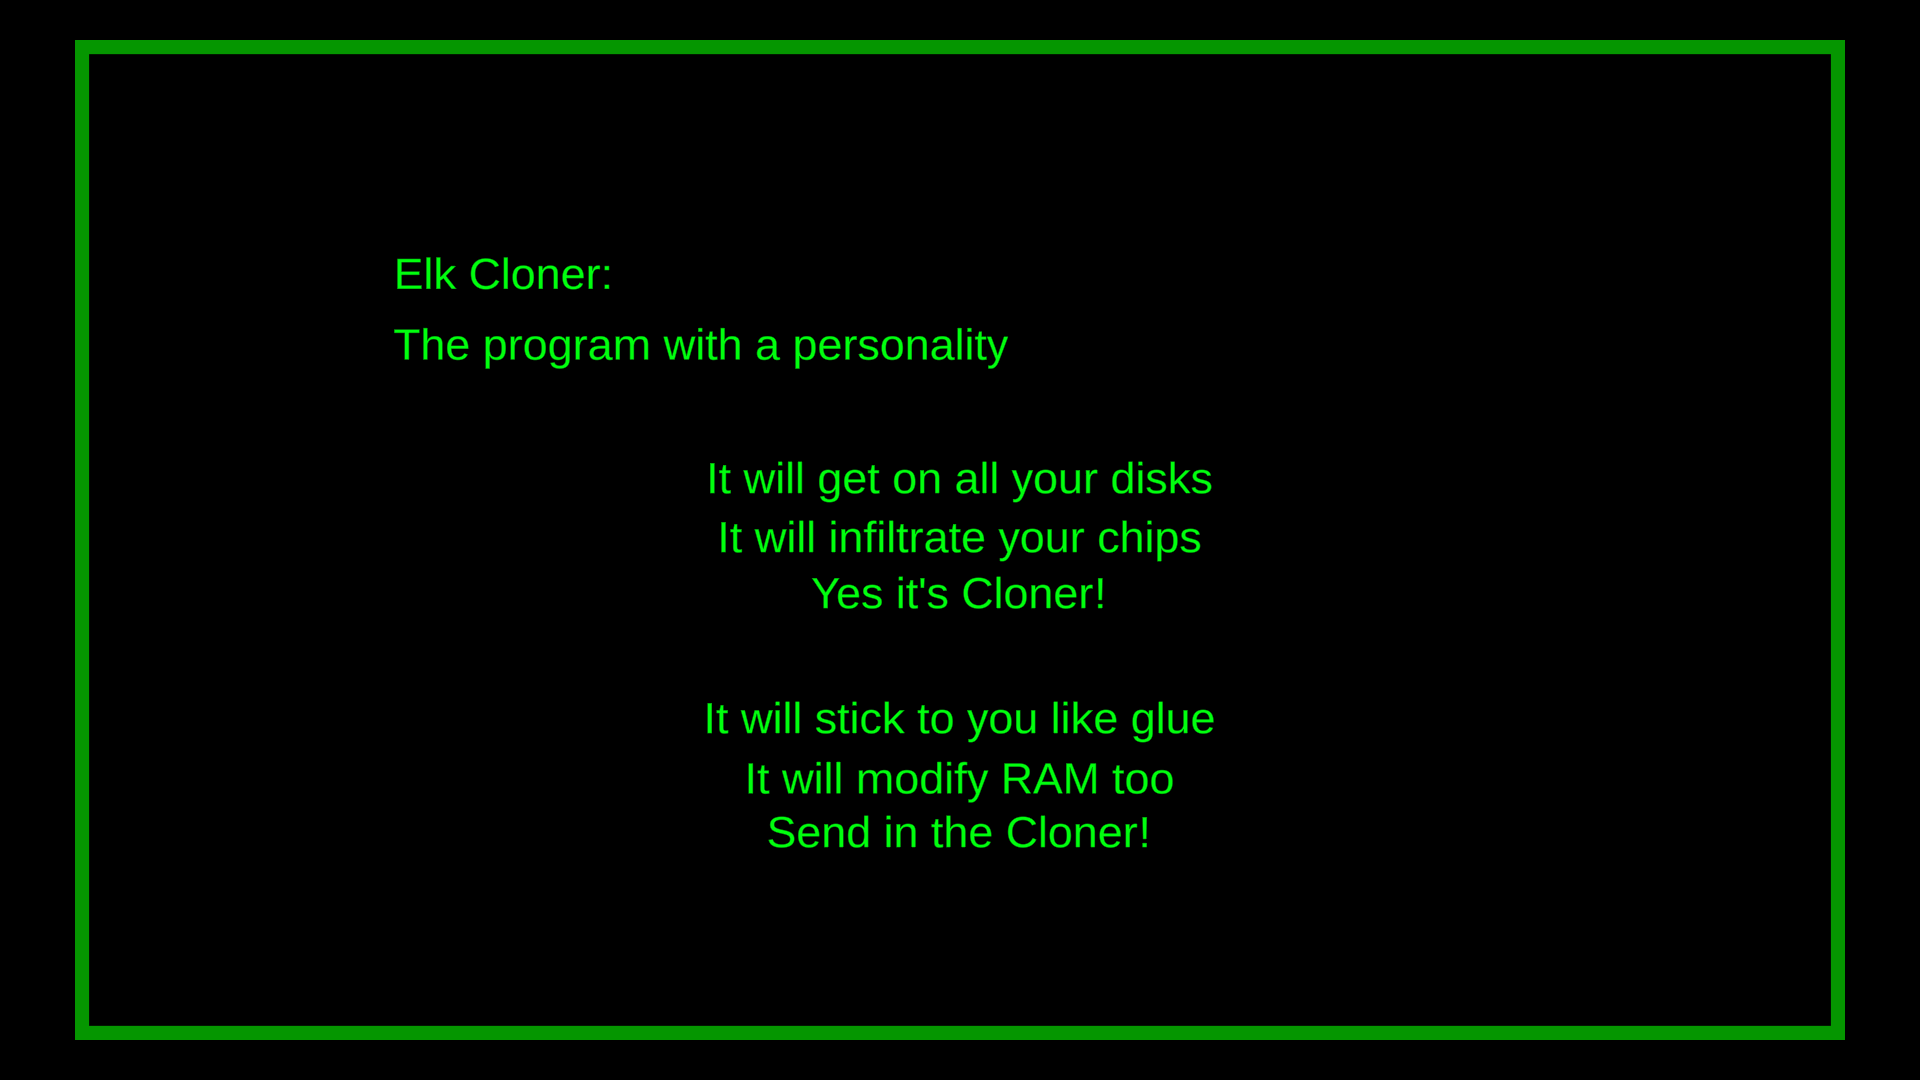 Elk Cloner:
The program with a personality
It will get on all your disks
It will infiltrate your chips
Yes it's Cloner!
It will stick to you like glue
It will modify RAM too
Send in the Cloner!